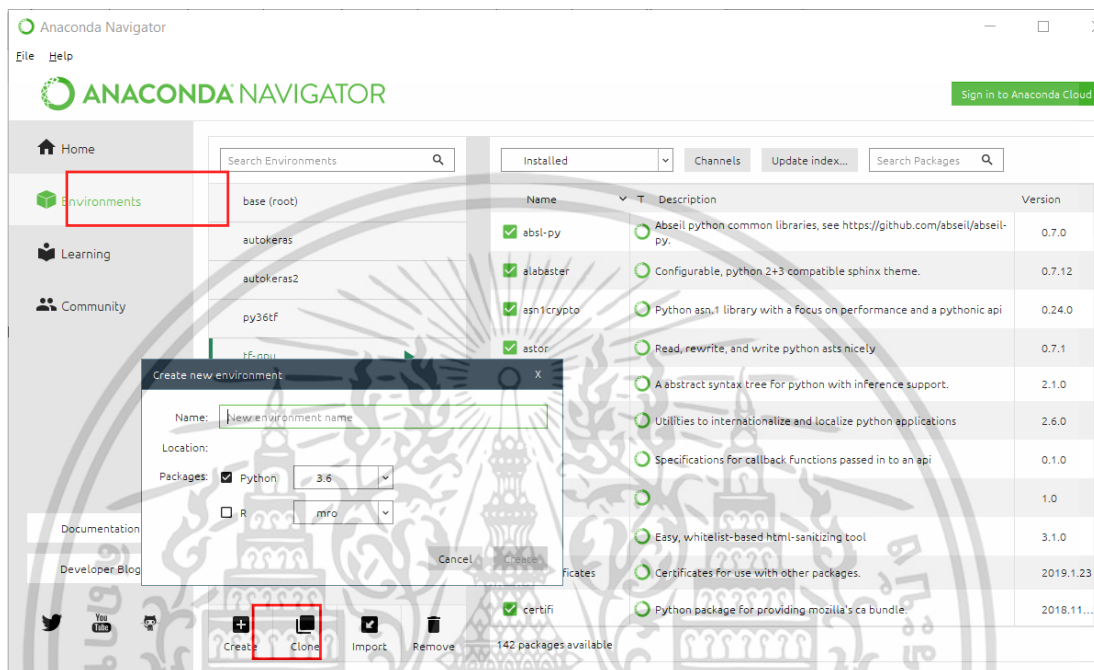 Anaconda Navigator
File Help
ANACONDA NAVIGATOR
Sign in to Anaconda Cloud
Home
Environments
Learning
Community
Documentation
Developer Blog
You Tube
Search Environments
base (root)
autokeras
autokeras2
py36tf
tf-gpu
Installed
Channels
Update index...
Search Packages
Name T Description Version
absl-py Abseil python common libraries, see https://github.com/abseil/abseil-
py. 0.7.0
alabaster Configurable, python 2+3 compatible sphinx theme. 0.7.12
asn1crypto Python asn.1 library with a focus on performance and a pythonic api 0.24.0
astor Read, rewrite, and write python asts nicely 0.7.1
A abstract syntax tree for python with inference support. 2.1.0
Utilities to internationalize and localize python applications 2.6.0
Specifications for callback functions passed in to an api 0.1.0
1.0
Easy, whitelist-based html-sanitizing tool 3.1.0
ficates Certificates for use with other packages. 2019.1.23
certifi Python package for providing mozilla's ca bundle. 2018.11...
Create new environment X
Name: New environment name
Location:
Packages: Python 3.6
R mro
Cancel Create
Create Clone Import Remove
142 packages available